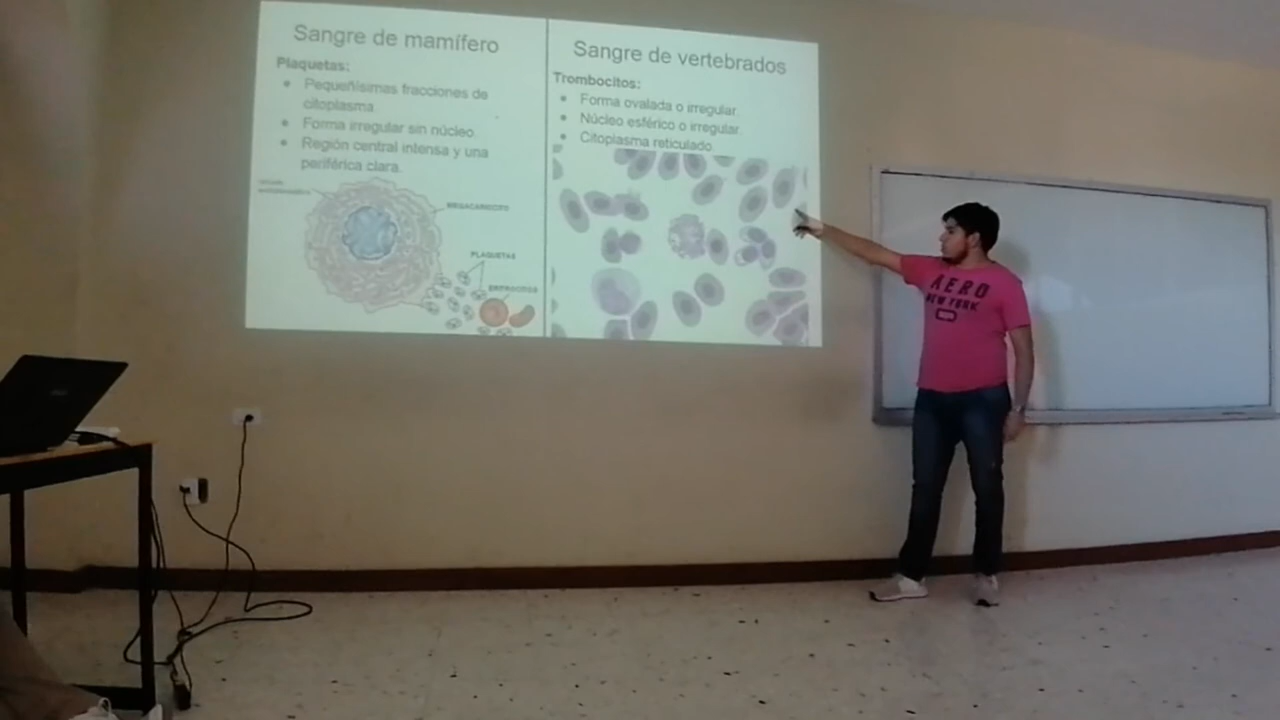 Sangre de mamífero
Plaquetas:
• Pequeñísimas fracciones de
citoplasma.
• Forma irregular sin núcleo.
• Región central intensa y una
periférica clara.
MEGACARIOCITO
PLAQUETAS
ERITROCITOS
Sangre de vertebrados
Trombocitos:
• Forma ovalada o irregular.
• Núcleo esférico o irregular.
• Citoplasma reticulado.
AERO
NEW YORK